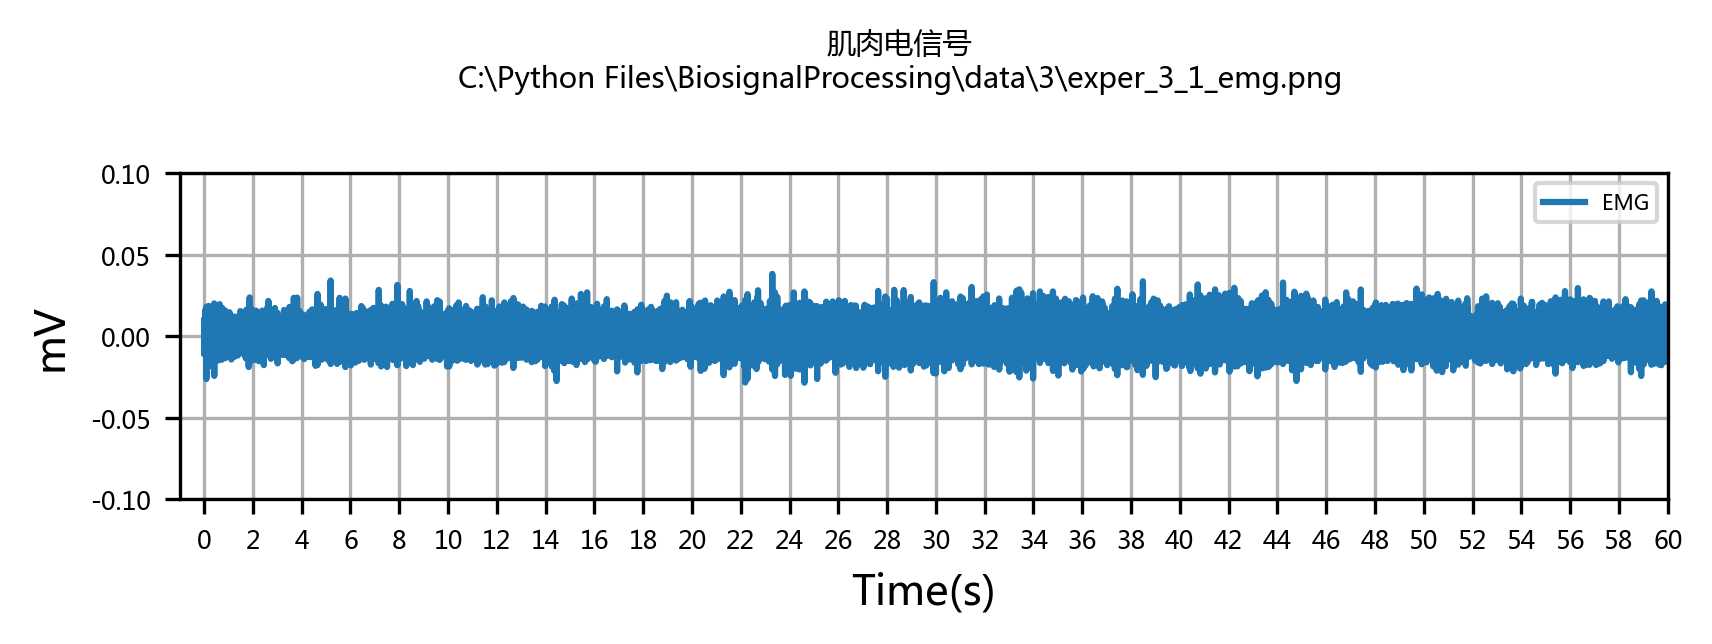 肌肉电信号
C:\Python Files\BiosignalProcessing\data\3\exper_3_1_emg.png
0.10
EMG
0.05
mV
0.00
-0.05
-0.10
0 2 4 6 8 10 12 14 16 18 20 22 24 26 28 30 32 34 36 38 40 42 44 46 48 50 52 54 56 58 60
Time(s)